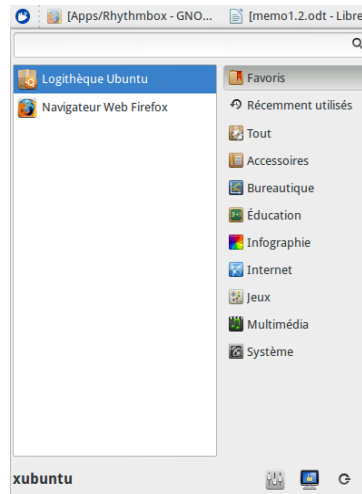 [Apps/Rhythmbox - GNO... [memo1.2.odt - Libre
Logithèque Ubuntu
Navigateur Web Firefox
Favoris
Récemment utilisés
Tout
Accessoires
Bureautique
Éducation
Infographie
Internet
Jeux
Multimédia
Système
xubuntu